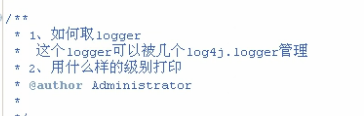 /**
* 1、如何取logger
* 这个logger可以被几个log4j.logger管理
* 2、用什么样的级别打印
* @author Administrator
*